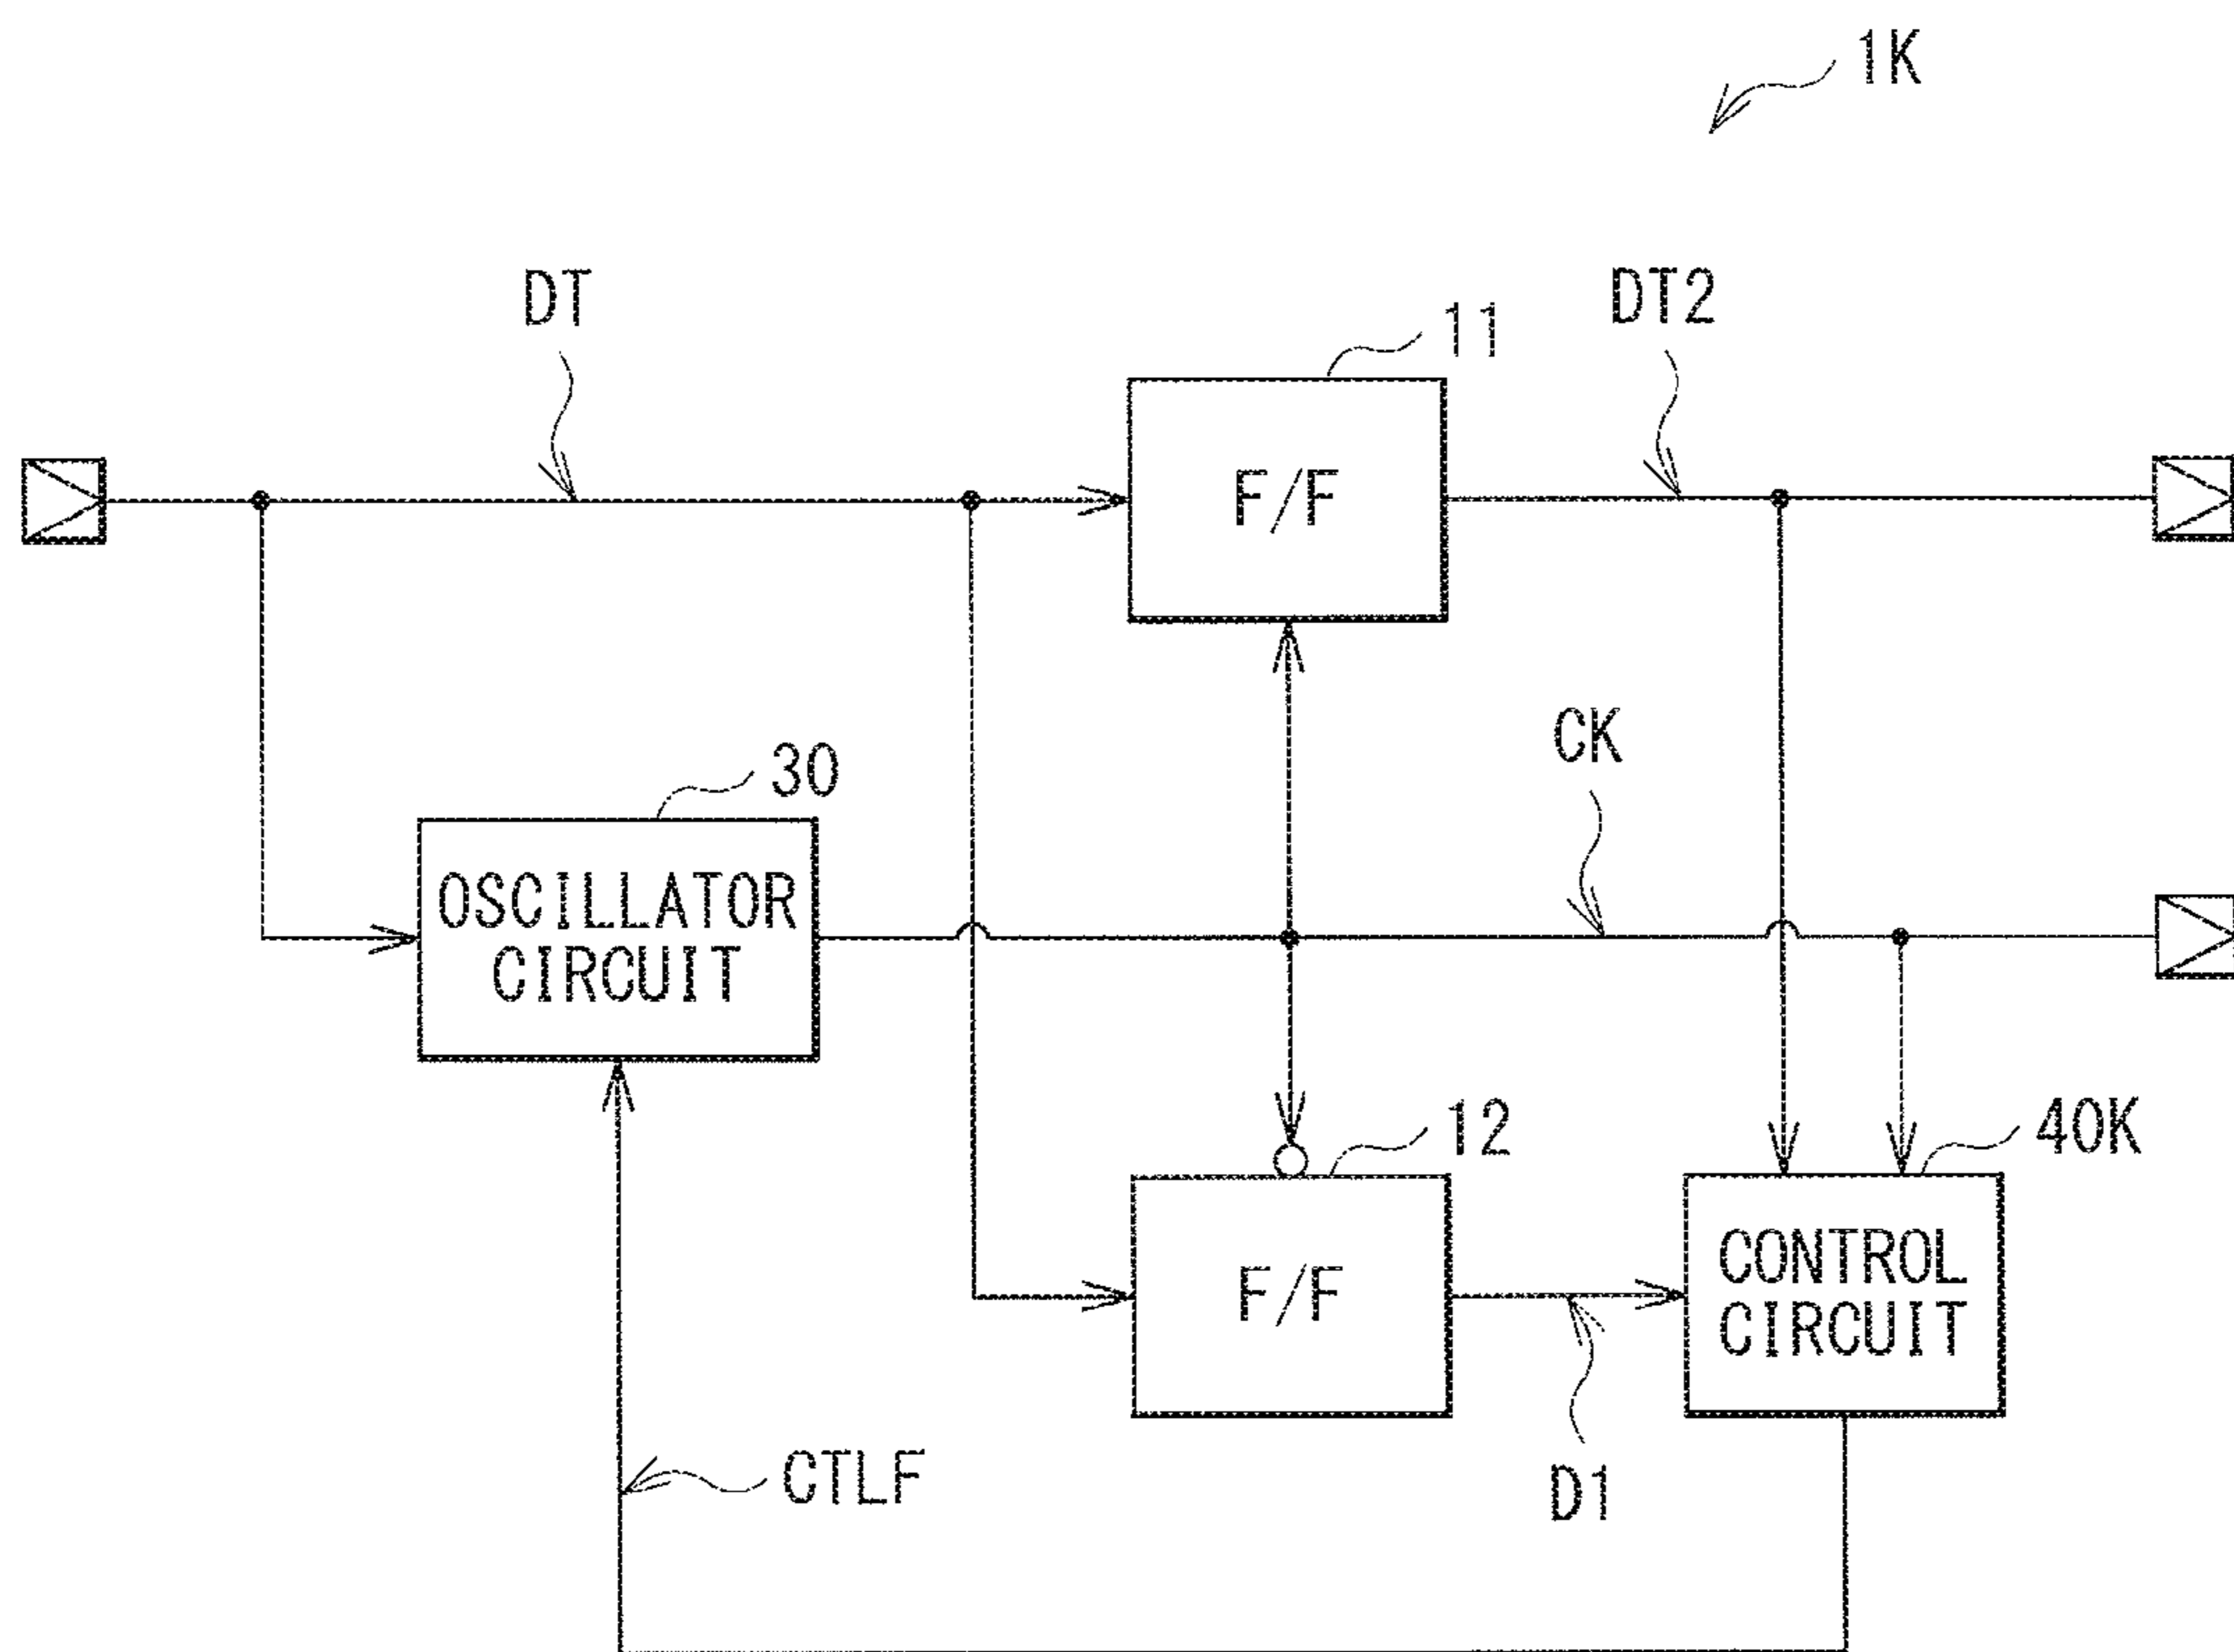 1K
DT
11
DT2
F/F
CK
30
OSCILLATOR
CIRCUIT
12
40K
F/F
CONTROL
CIRCUIT
CTLF
D1